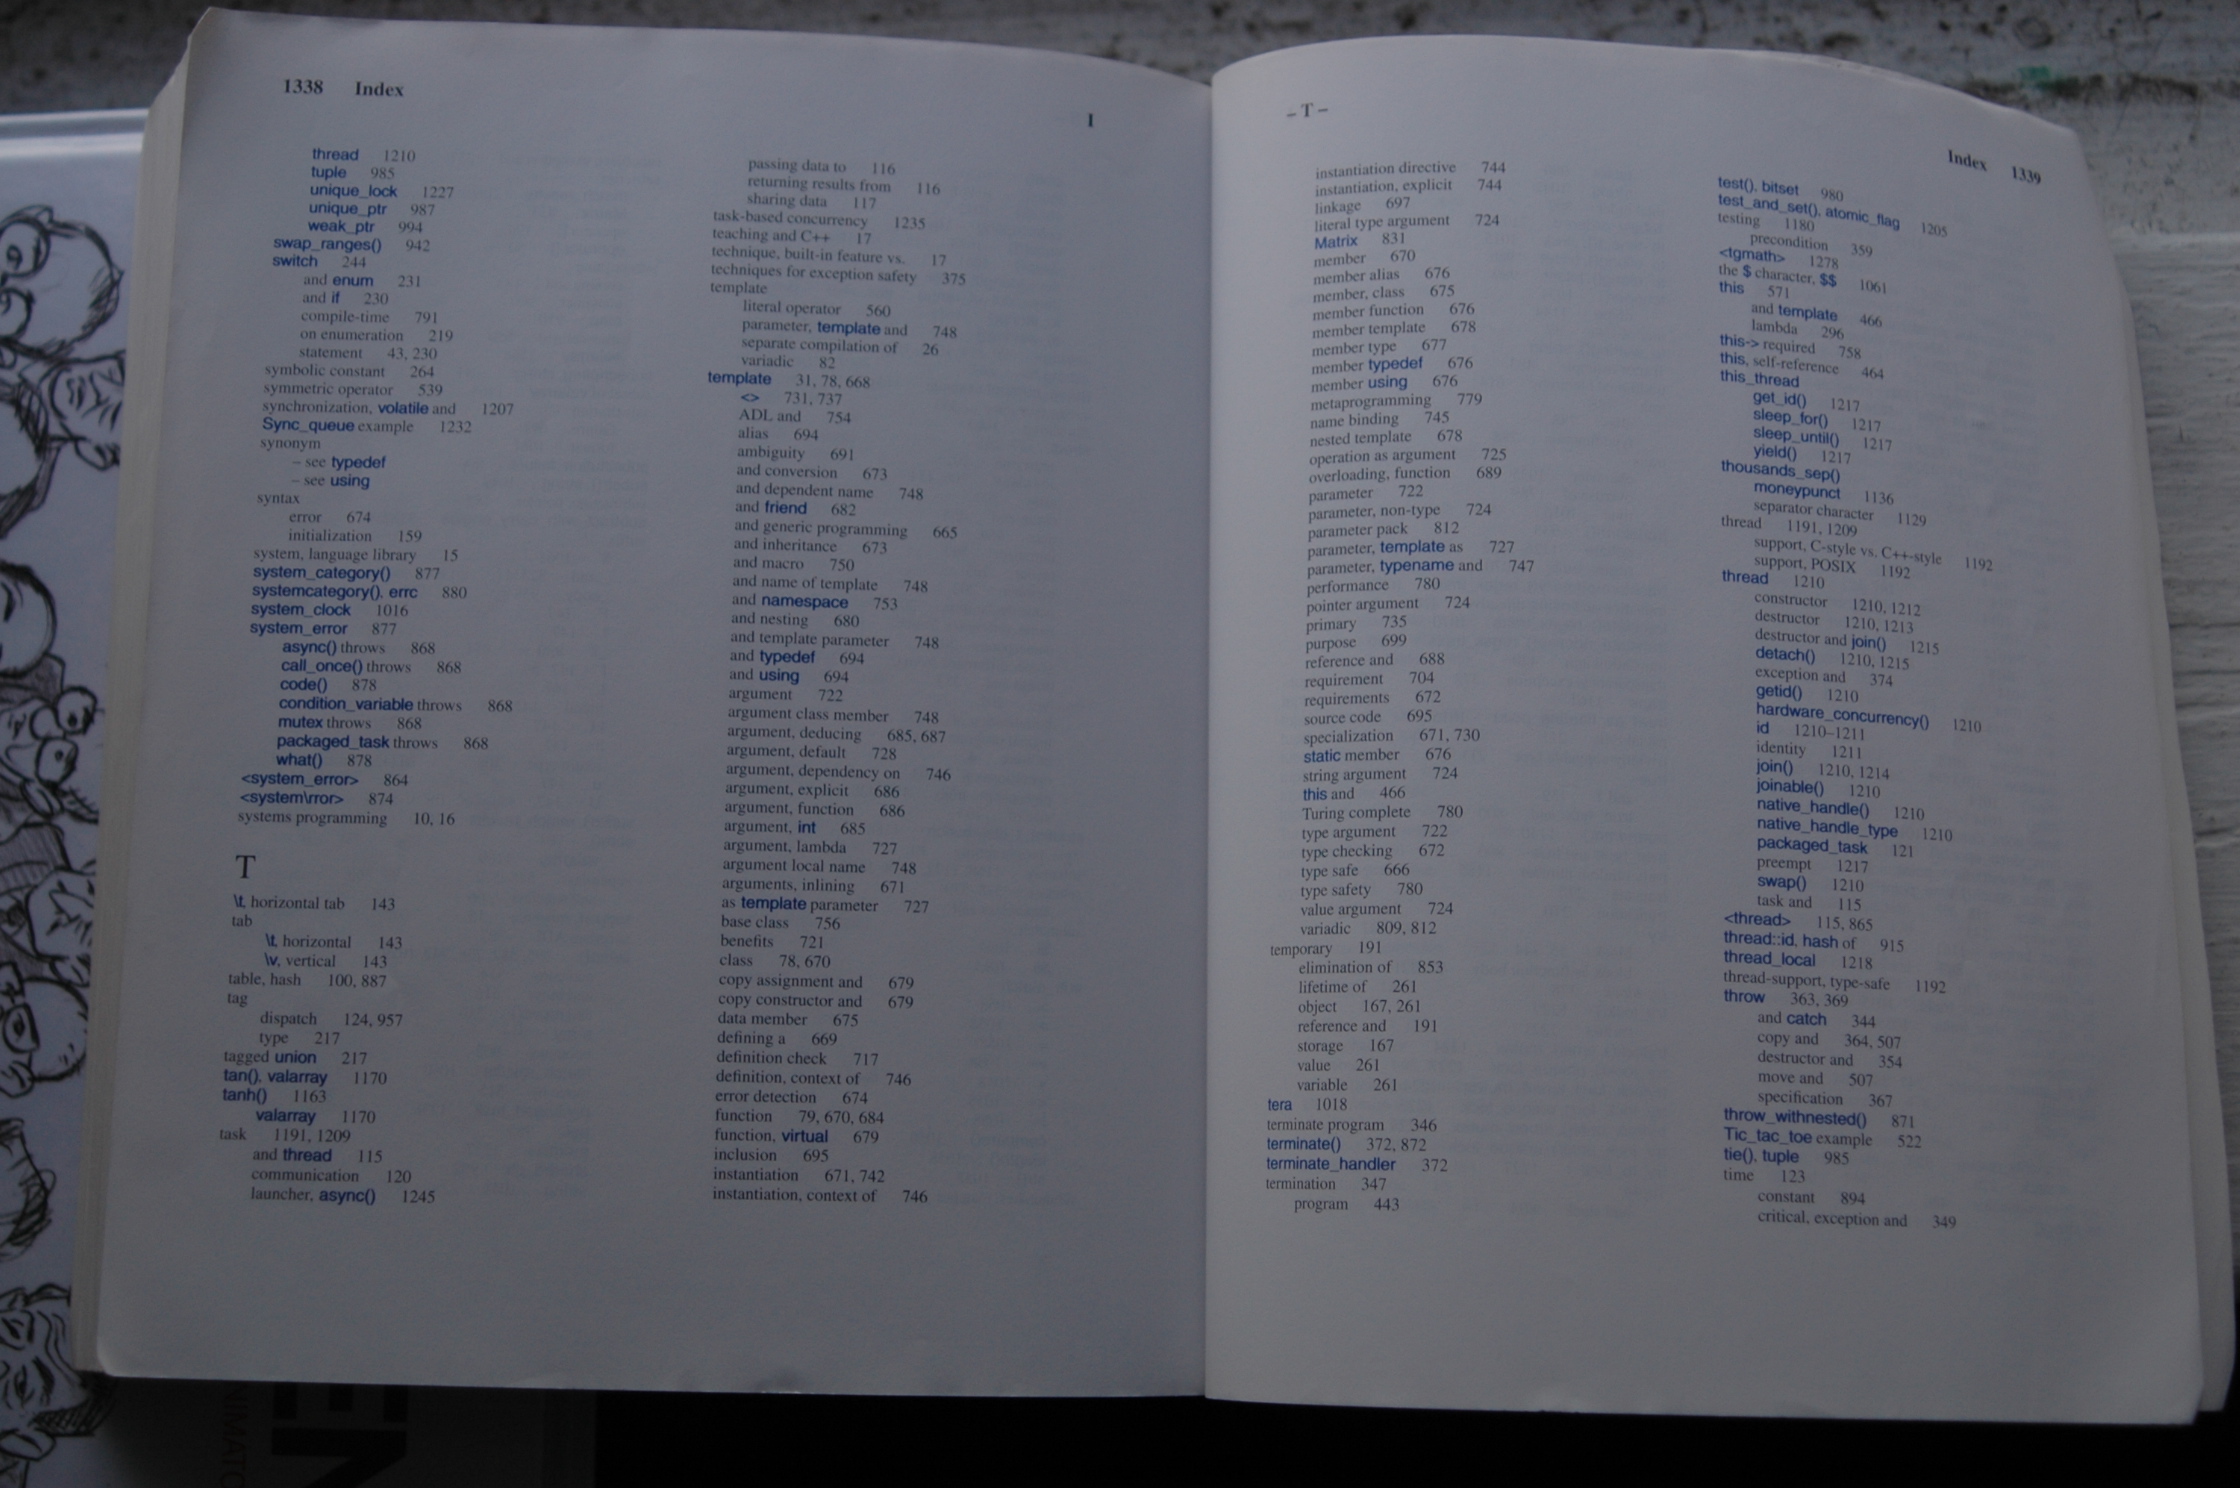 1338 Index
I
thread 1210
tuple 985
unique_lock 1227
unique_ptr 987
weak_ptr 994
swap_ranges() 942
switch 244
and enum 231
and if 230
compile-time 791
on enumeration 219
statement 43, 230
symbolic constant 264
symmetric operator 539
synchronization, volatile and 1207
Sync_queue example 1232
synonym
– see typedef
– see using
syntax
error 674
initialization 159
system, language library 15
system_category() 877
systemcategory(), errc 880
system_clock 1016
system_error 877
async() throws 868
call_once() throws 868
code() 878
condition_variable throws 868
mutex throws 868
packaged_task throws 868
what() 878
<system_error> 864
<system\rror> 874
systems programming 10, 16
T
\t, horizontal tab 143
tab
\t, horizontal 143
\v, vertical 143
table, hash 100, 887
tag
dispatch 124, 957
type 217
tagged union 217
tan(), valarray 1170
tanh() 1163
valarray 1170
task 1191, 1209
and thread 115
communication 120
launcher, async() 1245
passing data to 116
returning results from 116
sharing data 117
task-based concurrency 1235
teaching and C++ 17
technique, built-in feature vs. 17
techniques for exception safety 375
template
literal operator 560
parameter, template and 748
separate compilation of 26
variadic 82
template 31, 78, 668
<> 731, 737
ADL and 754
alias 694
ambiguity 691
and conversion 673
and dependent name 748
and friend 682
and generic programming 665
and inheritance 673
and macro 750
and name of template 748
and namespace 753
and nesting 680
and template parameter 748
and typedef 694
and using 694
argument 722
argument class member 748
argument, deducing 685, 687
argument, default 728
argument, dependency on 746
argument, explicit 686
argument, function 686
argument, int 685
argument, lambda 727
argument local name 748
arguments, inlining 671
as template parameter 727
base class 756
benefits 721
class 78, 670
copy assignment and 679
copy constructor and 679
data member 675
defining a 669
definition check 717
definition, context of 746
error detection 674
function 79, 670, 684
function, virtual 679
inclusion 695
instantiation 671, 742
instantiation, context of 746
– T –
Index 1339
instantiation directive 744
instantiation, explicit 744
linkage 697
literal type argument 724
Matrix 831
member 670
member alias 676
member, class 675
member function 676
member template 678
member type 677
member typedef 676
member using 676
metaprogramming 779
name binding 745
nested template 678
operation as argument 725
overloading, function 689
parameter 722
parameter, non-type 724
parameter pack 812
parameter, template as 727
parameter, typename and 747
performance 780
pointer argument 724
primary 735
purpose 699
reference and 688
requirement 704
requirements 672
source code 695
specialization 671, 730
static member 676
string argument 724
this and 466
Turing complete 780
type argument 722
type checking 672
type safe 666
type safety 780
value argument 724
variadic 809, 812
temporary 191
elimination of 853
lifetime of 261
object 167, 261
reference and 191
storage 167
value 261
variable 261
tera 1018
terminate program 346
terminate() 372, 872
terminate_handler 372
termination 347
program 443
test(), bitset 980
test_and_set(), atomic_flag 1205
testing 1180
precondition 359
<tgmath> 1278
the $ character, $$ 1061
this 571
and template 466
lambda 296
this-> required 758
this, self-reference 464
this_thread
get_id() 1217
sleep_for() 1217
sleep_until() 1217
yield() 1217
thousands_sep()
moneypunct 1136
separator character 1129
thread 1191, 1209
support, C-style vs. C++-style 1192
support, POSIX 1192
thread 1210
constructor 1210, 1212
destructor 1210, 1213
destructor and join() 1215
detach() 1210, 1215
exception and 374
getid() 1210
hardware_concurrency() 1210
id 1210–1211
identity 1211
join() 1210, 1214
joinable() 1210
native_handle() 1210
native_handle_type 1210
packaged_task 121
preempt 1217
swap() 1210
task and 115
<thread> 115, 865
thread::id, hash of 915
thread_local 1218
thread-support, type-safe 1192
throw 363, 369
and catch 344
copy and 364, 507
destructor and 354
move and 507
specification 367
throw_withnested() 871
Tic_tac_toe example 522
tie(), tuple 985
time 123
constant 894
critical, exception and 349